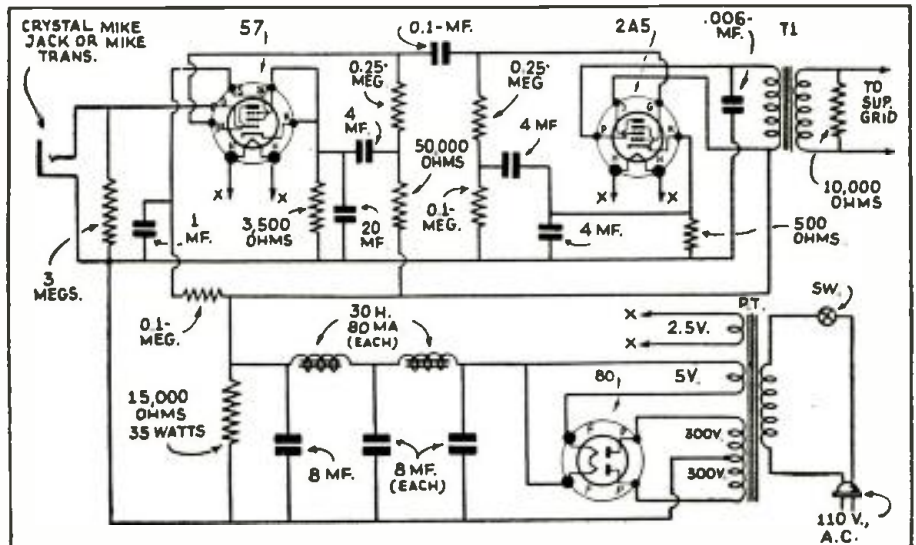 CRYSTAL MIKE
JACK OR MIKE
TRANS.
57
0.1-MF.
2A5
.006-
MF.
T1
0.25-
MEG
0.25-
MEG
4
MF.
4 MF
50,000
OHMS
TO
SUP.
GRID
10,000
OHMS
3
MEGS.
1
MF.
X
X
3,500
OHMS
20
MF
0.1-
MEG.
4 MF.
X
X
500
OHMS
0.1-
MEG.
30 H.
80 MA
(EACH)
X
X
2.5V.
P.T.
SW.
15,000
OHMS
35 WATTS
8 MF.
8 MF.
(EACH)
80
5V.
300V.
300V.
110 V.,
A.C.